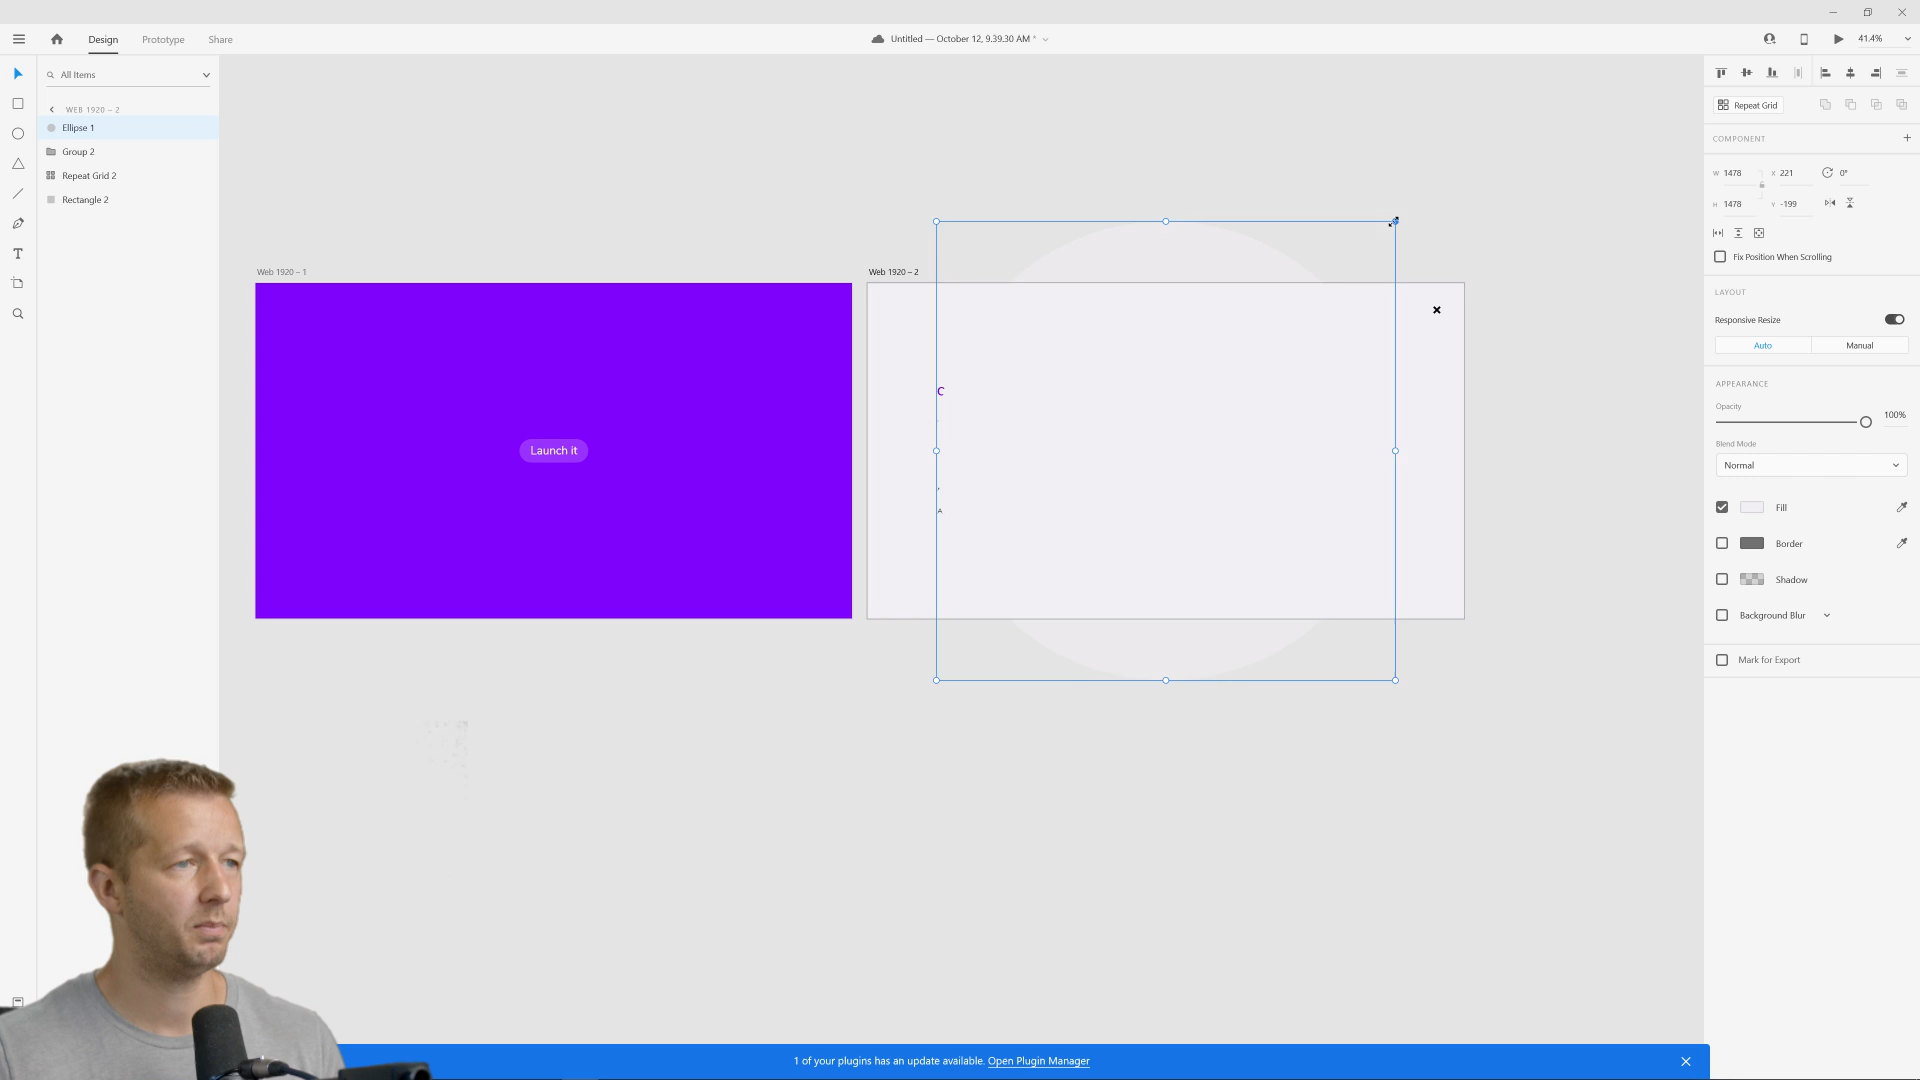 Design
Prototype
Share
Untitled — October 12, 9.39.30 AM *
41.4%
All Items
WEB 1920 – 2
Ellipse 1
Group 2
Repeat Grid 2
Rectangle 2
Web 1920 – 1
Web 1920 – 2
Launch it
C
A
Repeat Grid
COMPONENT
W 1478 X 221 0°
H 1478 Y -199
Fix Position When Scrolling
LAYOUT
Responsive Resize
Auto Manual
APPEARANCE
Opacity
100%
Blend Mode
Normal
Fill
Border
Shadow
Background Blur
Mark for Export
1 of your plugins has an update available. Open Plugin Manager